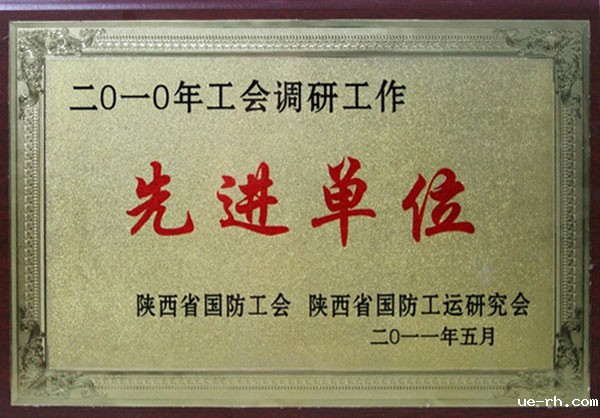 二0一0年工会调研工作
先进单位
陕西省国防工会 陕西省国防工运研究会
二0一一年五月
ue-rh.com